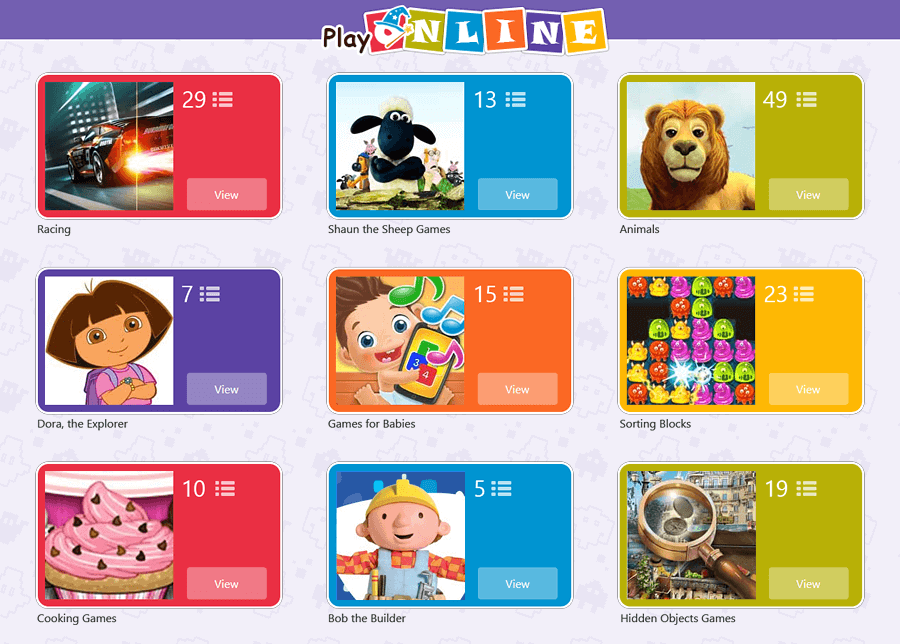 Play ONLINE
29
View
Racing
13
View
Shaun the Sheep Games
49
View
Animals
7
View
Dora, the Explorer
15
3
4
View
Games for Babies
23
View
Sorting Blocks
10
View
Cooking Games
5
View
Bob the Builder
19
View
Hidden Objects Games